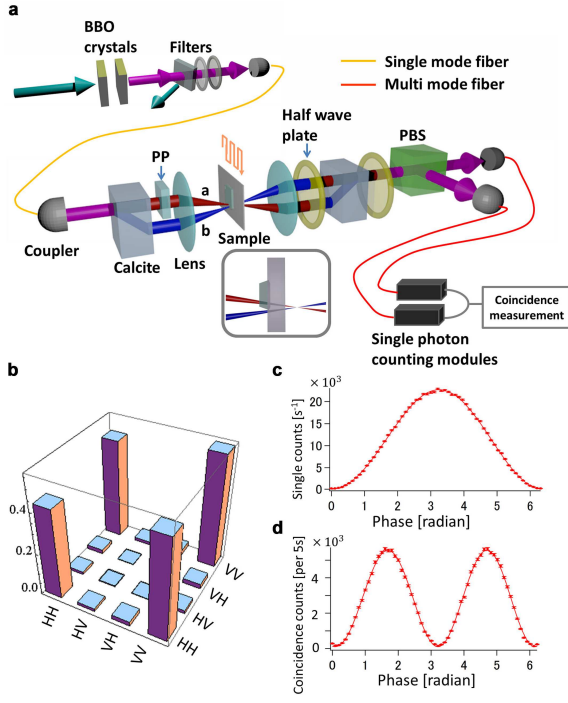 a
BBO
crystals
Filters
Single mode fiber
Multi mode fiber
Half wave
plate
PBS
PP
a
b
Coupler
Calcite
Lens
Sample
Coincidence
measurement
Single photon
counting modules
b
0.4
0.2
0.0
HH
HV
VH
VV
HH
HV
VH
VV
c
× 10³
Single counts [s⁻¹]
20
15
10
5
0
0 1 2 3 4 5 6
Phase [radian]
d
× 10³
Coincidence counts [per 5s]
4
2
0
0 1 2 3 4 5 6
Phase [radian]